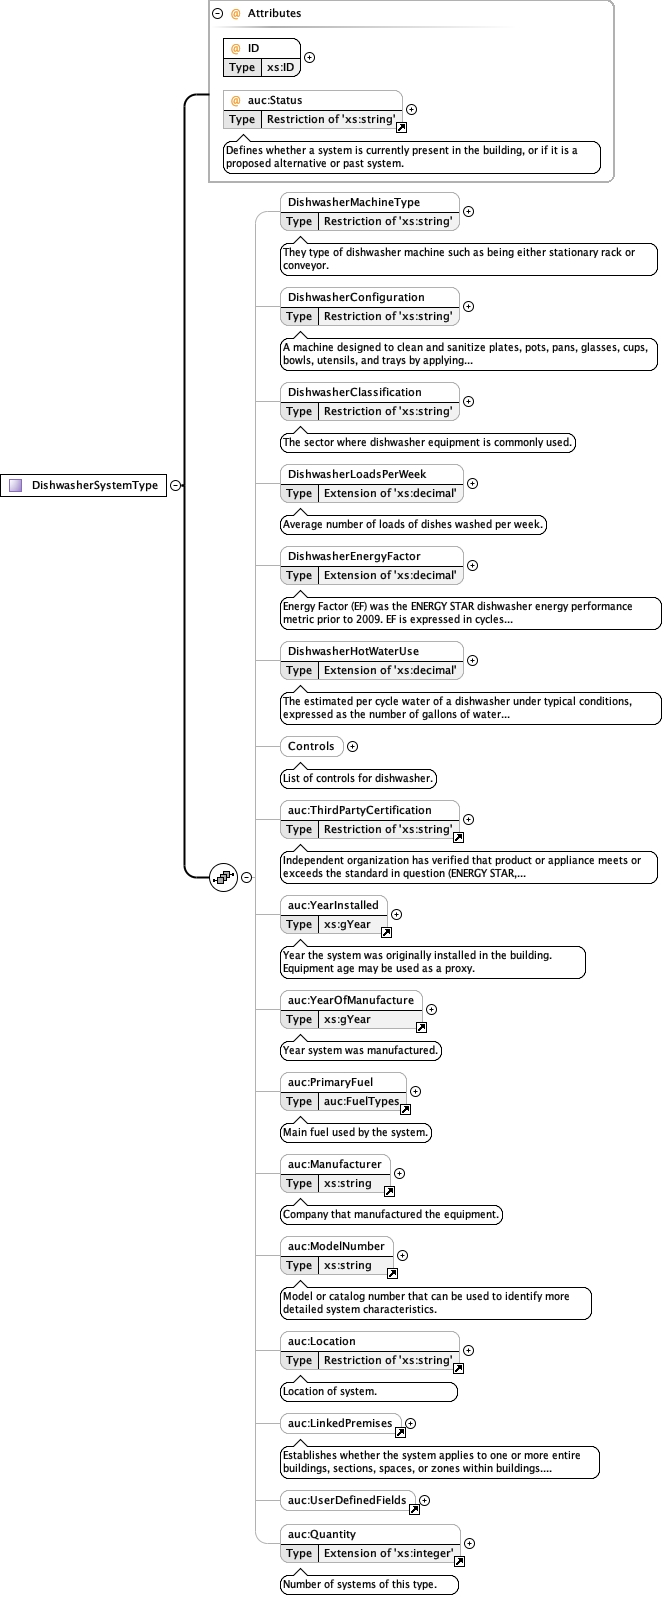 Attributes
@ ID
Type xs:ID
@ auc:Status
Type Restriction of 'xs:string'
Defines whether a system is currently present in the building, or if it is a
proposed alternative or past system.
DishwasherMachineType
Type Restriction of 'xs:string'
They type of dishwasher machine such as being either stationary rack or
conveyor.
DishwasherConfiguration
Type Restriction of 'xs:string'
A machine designed to clean and sanitize plates, pots, pans, glasses, cups,
bowls, utensils, and trays by applying...
DishwasherClassification
Type Restriction of 'xs:string'
The sector where dishwasher equipment is commonly used.
DishwasherSystemType
DishwasherLoadsPerWeek
Type Extension of 'xs:decimal'
Average number of loads of dishes washed per week.
DishwasherEnergyFactor
Type Extension of 'xs:decimal'
Energy Factor (EF) was the ENERGY STAR dishwasher energy performance
metric prior to 2009. EF is expressed in cycles...
DishwasherHotWaterUse
Type Extension of 'xs:decimal'
The estimated per cycle water of a dishwasher under typical conditions,
expressed as the number of gallons of water...
Controls
List of controls for dishwasher.
auc:ThirdPartyCertification
Type Restriction of 'xs:string'
Independent organization has verified that product or appliance meets or
exceeds the standard in question (ENERGY STAR,...
auc:YearInstalled
Type xs:gYear
Year the system was originally installed in the building.
Equipment age may be used as a proxy.
auc:YearOfManufacture
Type xs:gYear
Year system was manufactured.
auc:PrimaryFuel
Type auc:FuelTypes
Main fuel used by the system.
auc:Manufacturer
Type xs:string
Company that manufactured the equipment.
auc:ModelNumber
Type xs:string
Model or catalog number that can be used to identify more
detailed system characteristics.
auc:Location
Type Restriction of 'xs:string'
Location of system.
auc:LinkedPremises
Establishes whether the system applies to one or more entire
buildings, sections, spaces, or zones within buildings....
auc:UserDefinedFields
auc:Quantity
Type Extension of 'xs:integer'
Number of systems of this type.